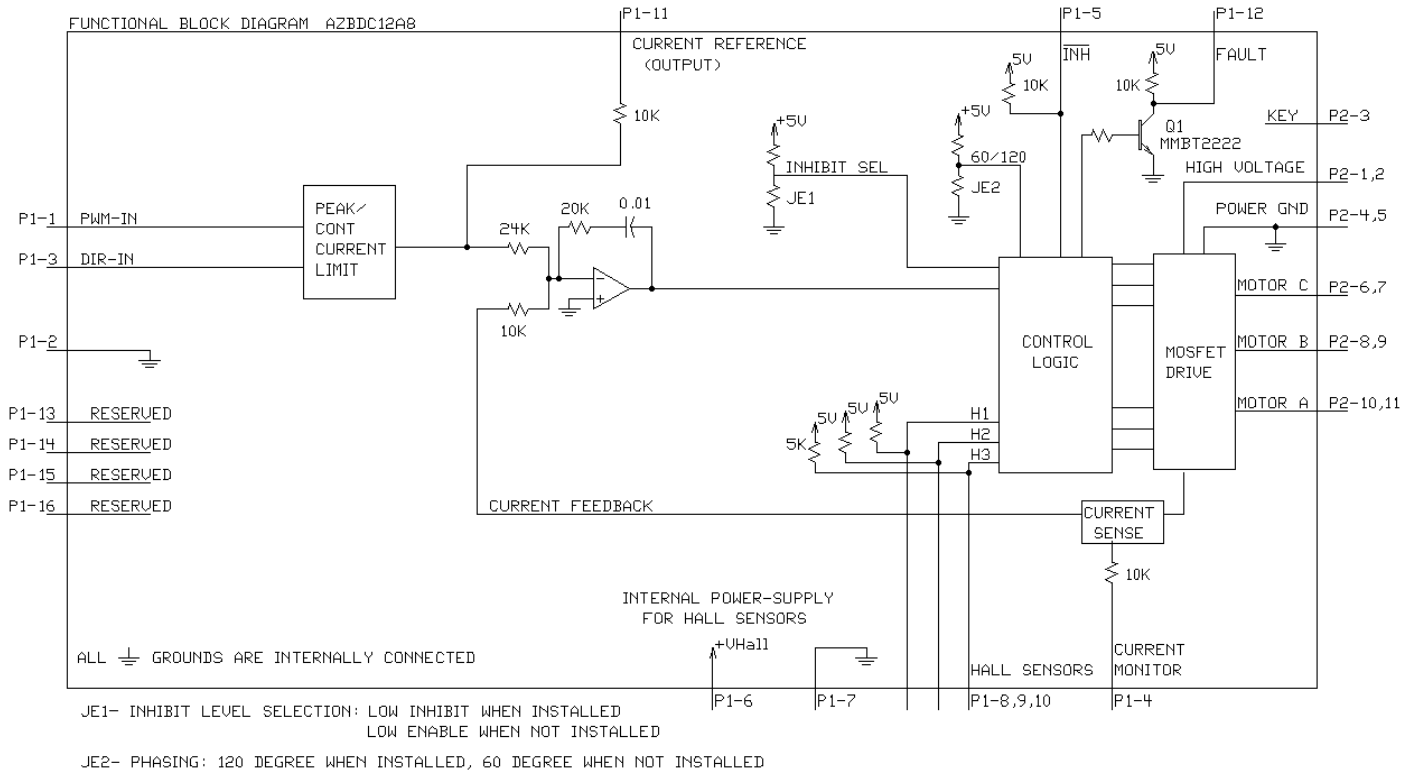 FUNCTIONAL BLOCK DIAGRAM AZBDC12A8
P1-11
P1-5
P1-12
CURRENT REFERENCE
(OUTPUT)
INH
FAULT
5V
10K
5V
10K
10K
KEY
P2-3
Q1
MMBT2222
+5V
+5V
60/120
INHIBIT SEL
JE1
JE2
HIGH VOLTAGE
P2-1,2
POWER GND
P2-4,5
P1-1
PWM-IN
P1-3
DIR-IN
PEAK/
CONT
CURRENT
LIMIT
24K
20K
0.01
10K
-
+
P1-2
CONTROL
LOGIC
MOSFET
DRIVE
MOTOR C
P2-6,7
MOTOR B
P2-8,9
MOTOR A
P2-10,11
P1-13
RESERVED
P1-14
RESERVED
P1-15
RESERVED
P1-16
RESERVED
5V
5V
5V
5K
H1
H2
H3
CURRENT FEEDBACK
CURRENT
SENSE
10K
INTERNAL POWER-SUPPLY
FOR HALL SENSORS
+VHall
ALL GROUNDS ARE INTERNALLY CONNECTED
HALL SENSORS
CURRENT
MONITOR
P1-6
P1-7
P1-8,9,10
P1-4
JE1- INHIBIT LEVEL SELECTION: LOW INHIBIT WHEN INSTALLED
LOW ENABLE WHEN NOT INSTALLED
JE2- PHASING: 120 DEGREE WHEN INSTALLED, 60 DEGREE WHEN NOT INSTALLED